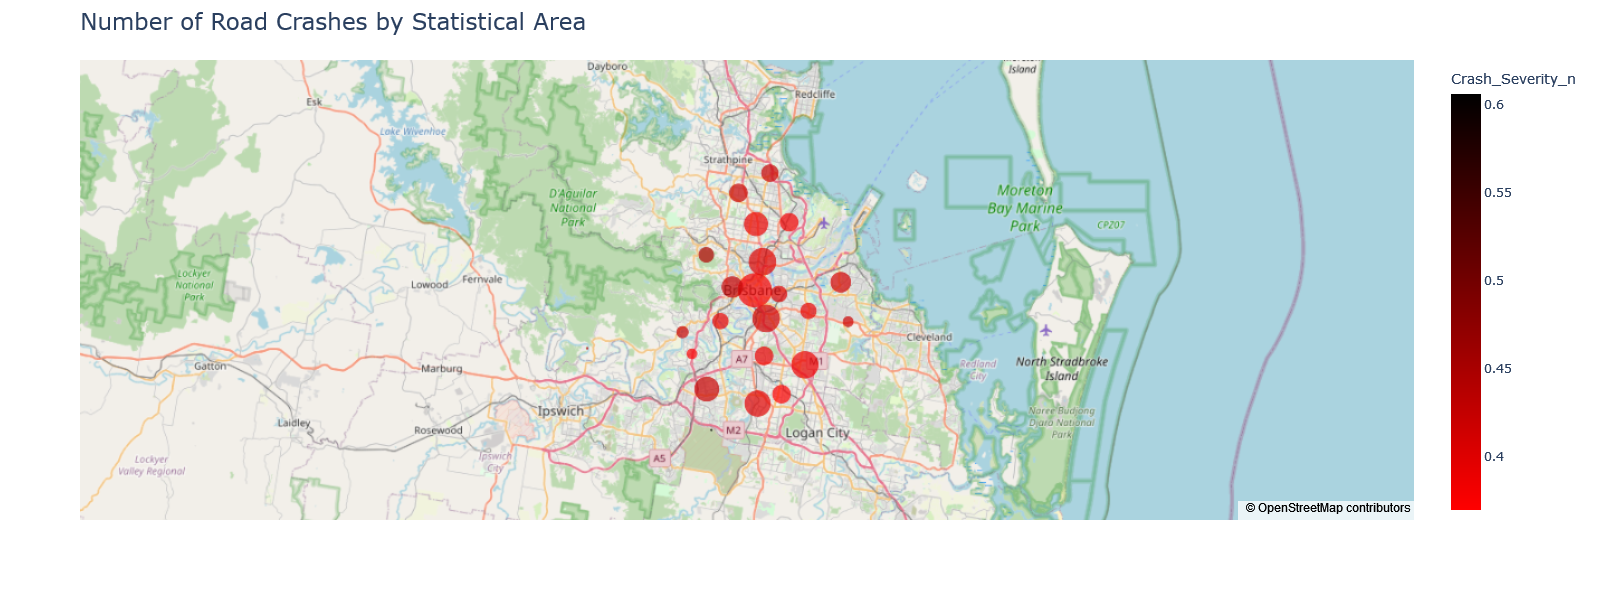 Number of Road Crashes by Statistical Area
Crash_Severity_n
0.6
0.55
0.5
0.45
0.4
Dayboro
Island
Esk
Redcliffe
Lake Wivenhoe
Strathpine
D'Aguilar
National
Park
Moreton
Bay Marine
Park
CP207
Lockyer
National
Park
Lowood
Fernvale
Brisbane
Cleveland
A7
M1
Gatton
Marburg
Redland
City
North Stradbroke
Island
Ipswich
Naree Budjong
Djara National
Park
Laidley
Rosewood
M2
Logan City
Ipswich
City
A5
Lockyer
Valley Regional
© OpenStreetMap contributors